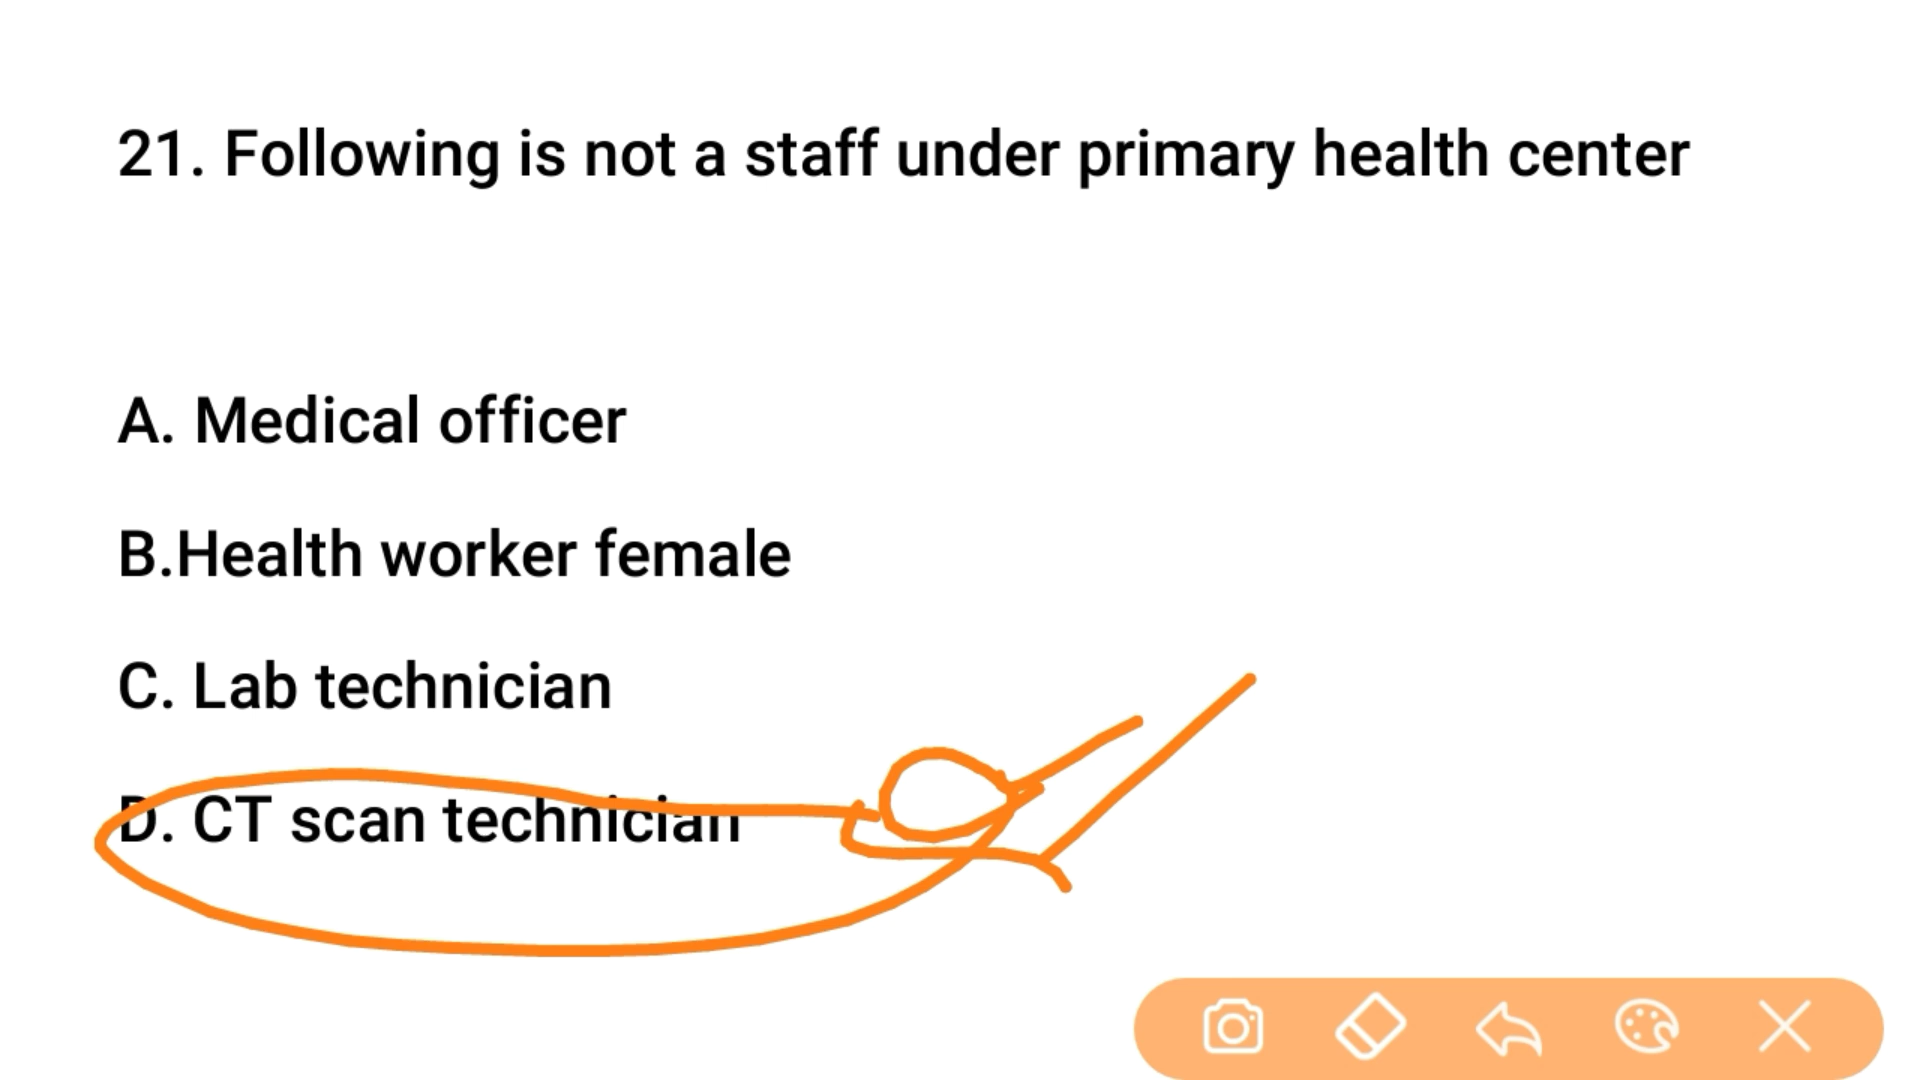 21. Following is not a staff under primary health center
A. Medical officer
B.Health worker female
C. Lab technician
D. CT scan technician